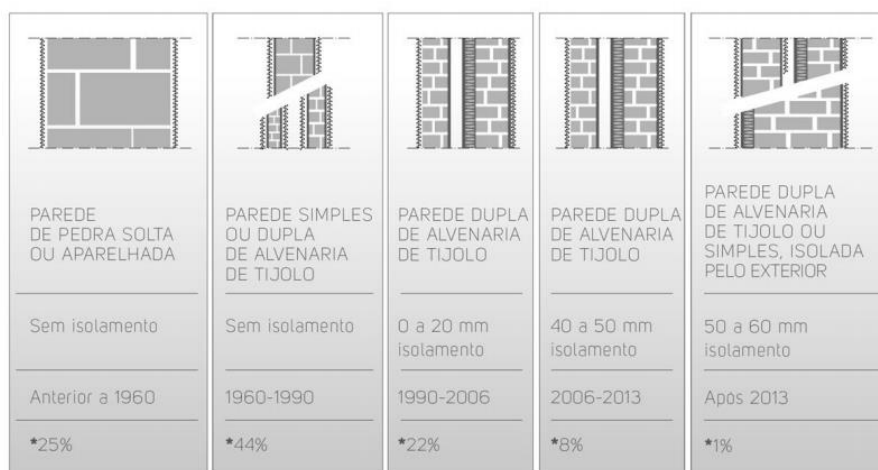 PAREDE
DE PEDRA SOLTA
OU APARELHADA
Sem isolamento
Anterior a 1960
*25%
PAREDE SIMPLES
OU DUPLA
DE ALVENARIA
DE TIJOLO
Sem isolamento
1960-1990
*44%
PAREDE DUPLA
DE ALVENARIA
DE TIJOLO
0 a 20 mm
isolamento
1990-2006
*22%
PAREDE DUPLA
DE ALVENARIA
DE TIJOLO
40 a 50 mm
isolamento
2006-2013
*8%
PAREDE DUPLA
DE ALVENARIA
DE TIJOLO OU
SIMPLES, ISOLADA
PELO EXTERIOR
50 a 60 mm
isolamento
Após 2013
*1%